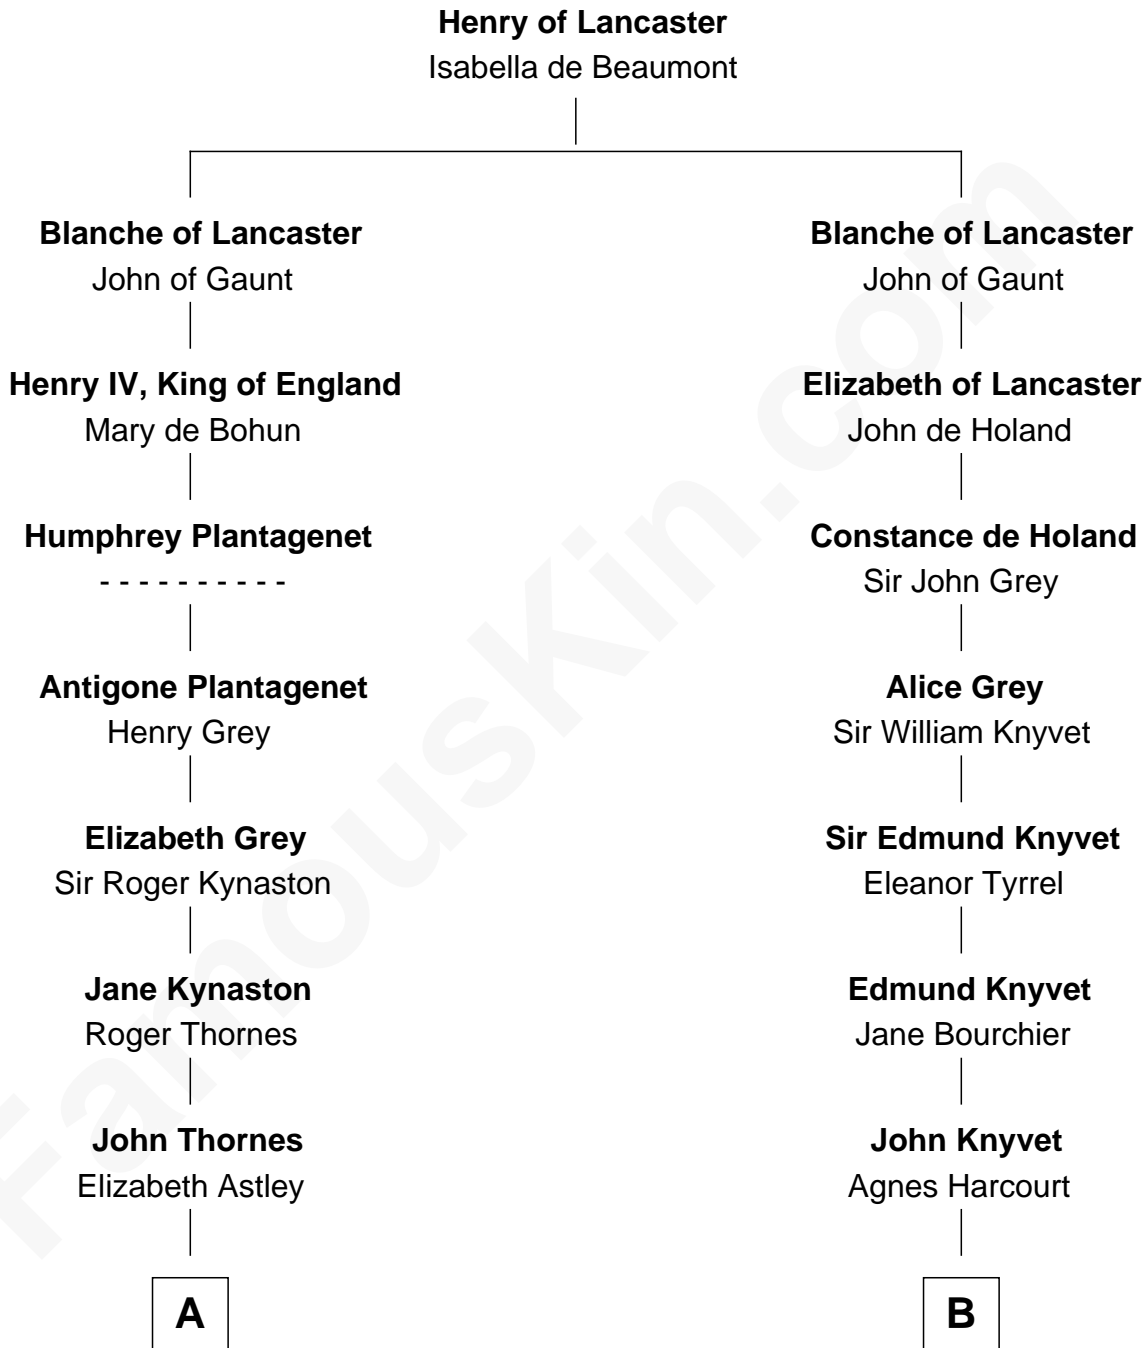 Henry of Lancaster
Isabella de Beaumont
Blanche of Lancaster
John of Gaunt
Blanche of Lancaster
John of Gaunt
Henry IV, King of England
Mary de Bohun
Elizabeth of Lancaster
John de Holand
Humphrey Plantagenet
- - - - - - - - - -
Constance de Holand
Sir John Grey
Antigone Plantagenet
Henry Grey
Alice Grey
Sir William Knyvet
Elizabeth Grey
Sir Roger Kynaston
Sir Edmund Knyvet
Eleanor Tyrrel
Jane Kynaston
Roger Thornes
Edmund Knyvet
Jane Bourchier
John Thornes
Elizabeth Astley
John Knyvet
Agnes Harcourt
A
B
FamousKin.com